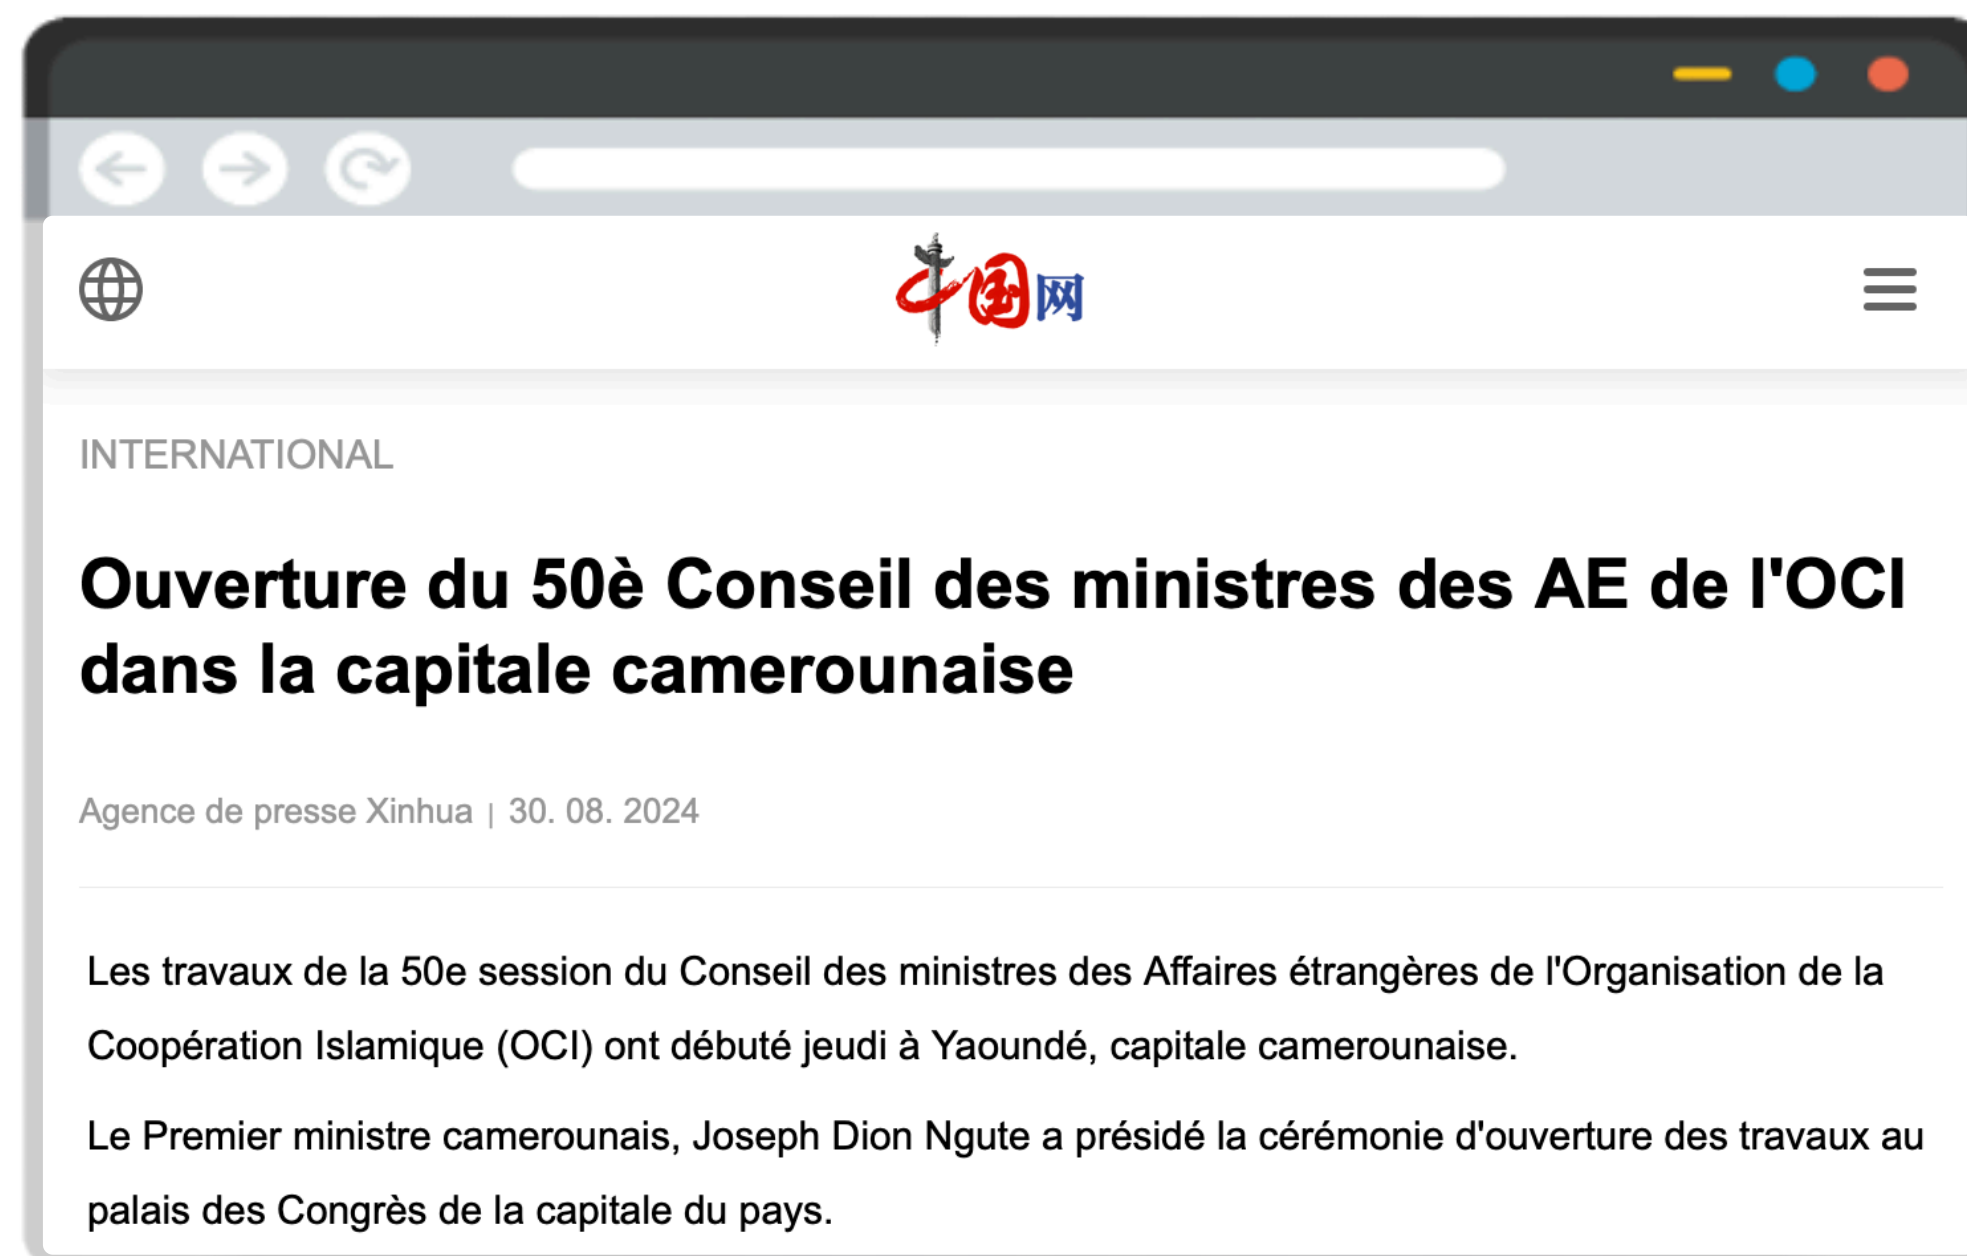 中国网
INTERNATIONAL
Ouverture du 50è Conseil des ministres des AE de l'OCI
dans la capitale camerounaise
Agence de presse Xinhua | 30. 08. 2024
Les travaux de la 50e session du Conseil des ministres des Affaires étrangères de l'Organisation de la
Coopération Islamique (OCI) ont débuté jeudi à Yaoundé, capitale camerounaise.
Le Premier ministre camerounais, Joseph Dion Ngute a présidé la cérémonie d'ouverture des travaux au
palais des Congrès de la capitale du pays.